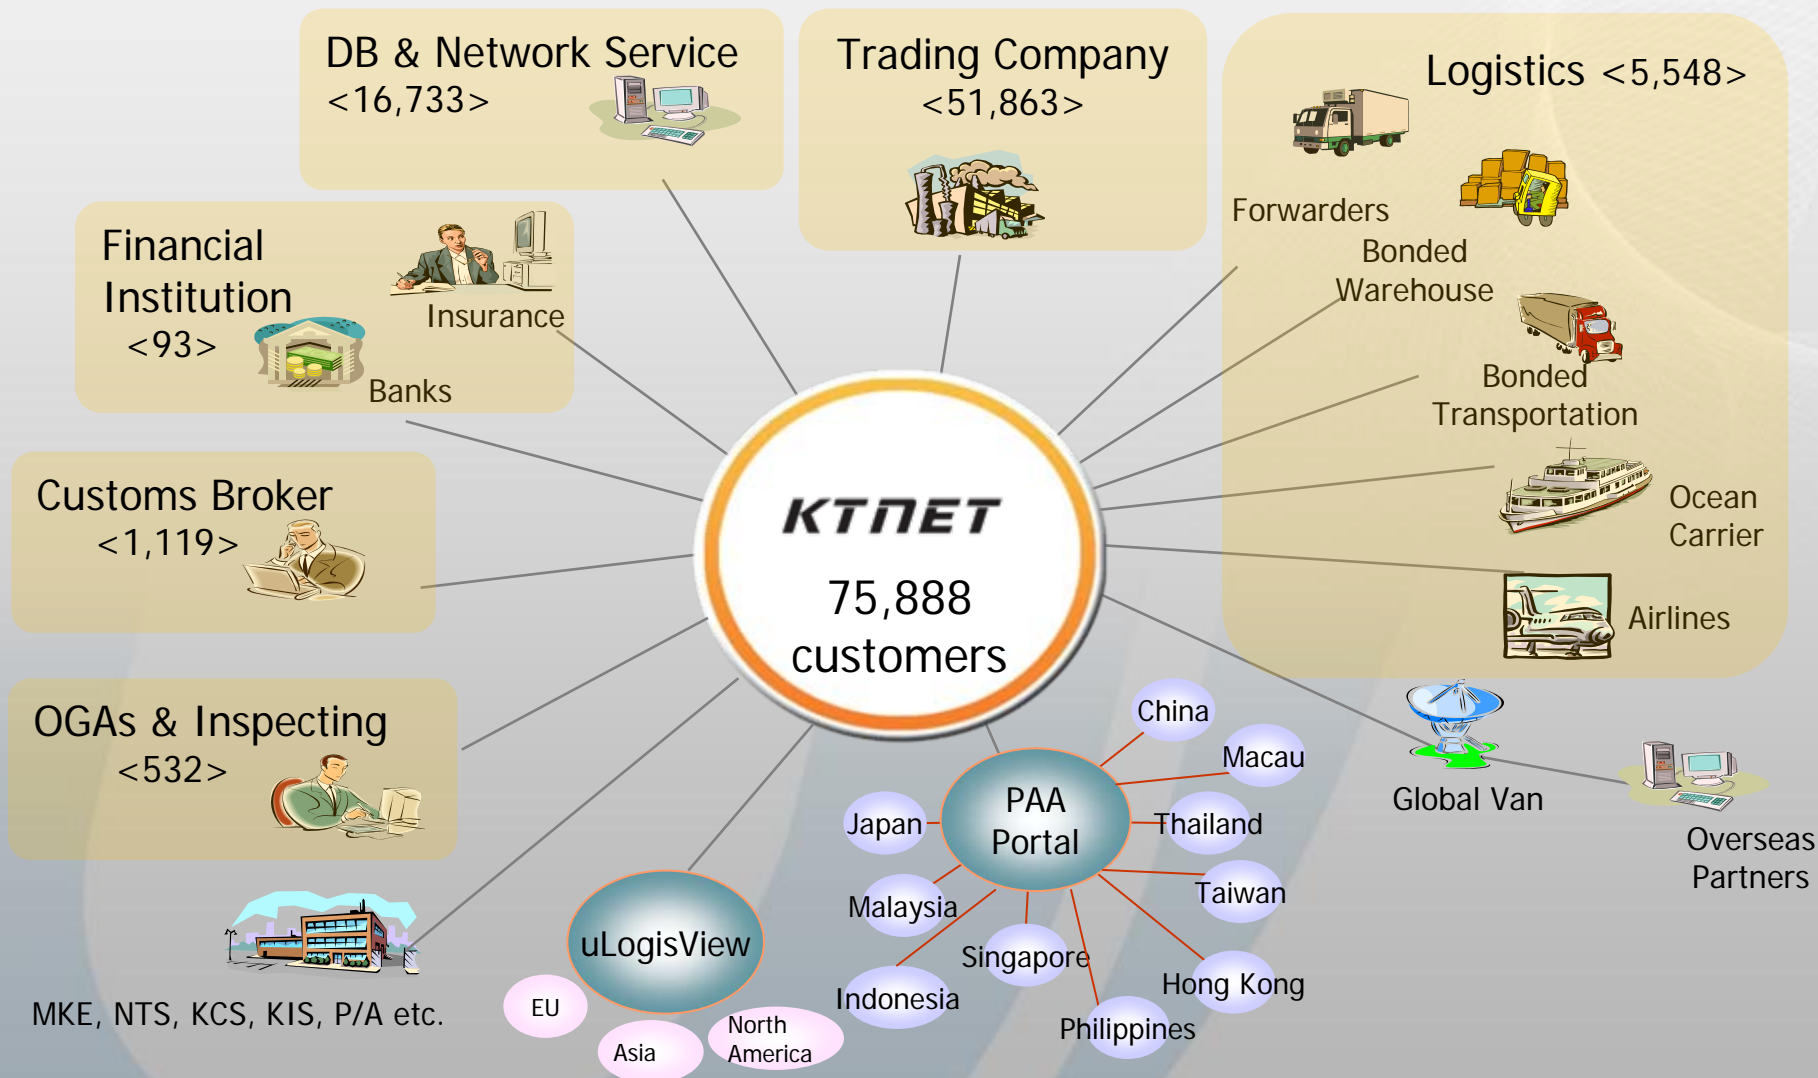 DB & Network Service
<16,733>
Trading Company
<51,863>
Logistics <5,548>
Forwarders
Bonded
Warehouse
Bonded
Transportation
Ocean
Carrier
Airlines
Financial
Institution
<93>
Insurance
Banks
Customs Broker
<1,119>
OGAs & Inspecting
<532>
MKE, NTS, KCS, KIS, P/A etc.
KTNET
75,888
customers
uLogisView
EU
Asia
North
America
PAA
Portal
China
Macau
Japan
Thailand
Malaysia
Taiwan
Singapore
Indonesia
Hong Kong
Philippines
Global Van
Overseas
Partners